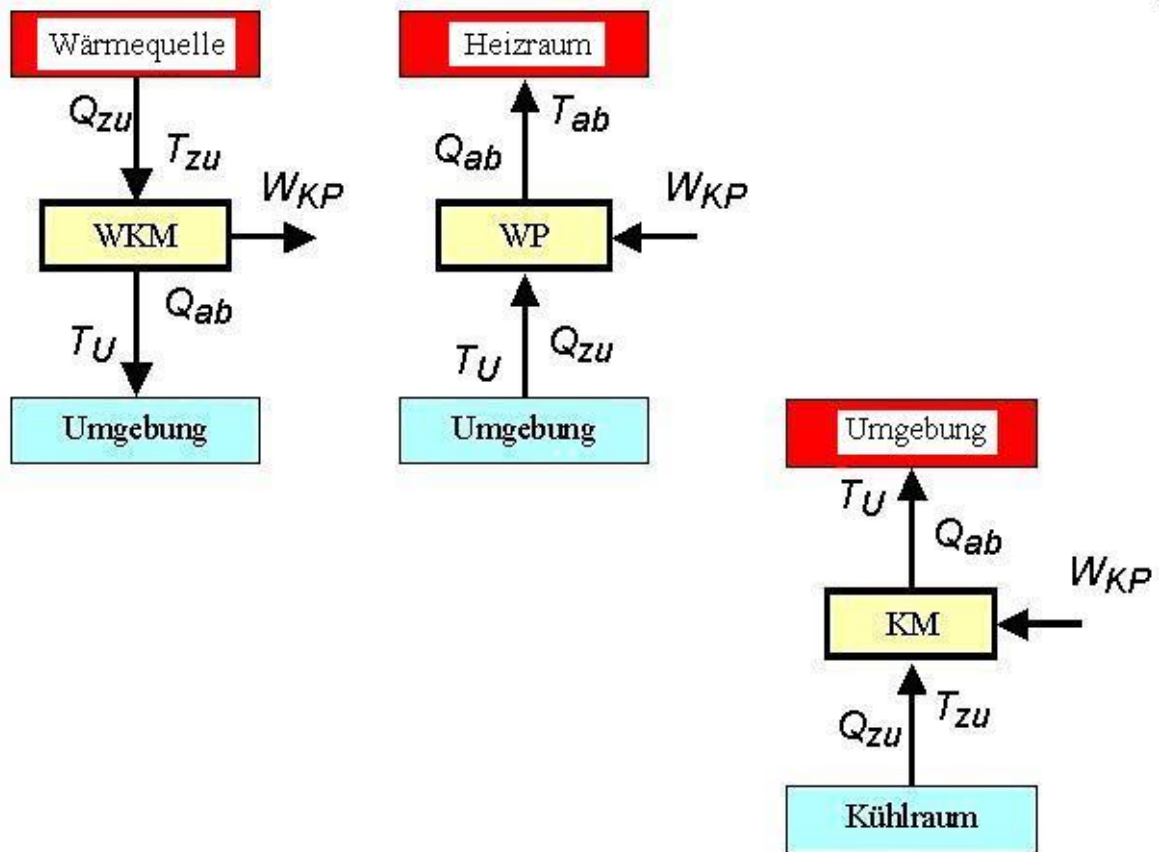 Wärmequelle
Q_zu
T_zu
W_KP
WKM
Q_ab
T_U
Umgebung
Heizraum
T_ab
Q_ab
W_KP
WP
Q_zu
T_U
Umgebung
Umgebung
T_U
Q_ab
W_KP
KM
T_zu
Q_zu
Kühlraum